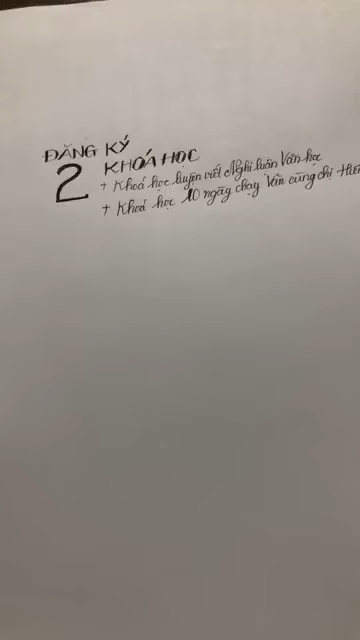 ĐĂNG KÝ
2 KHOÁ HỌC
+ Khoá học luyện viết Nghị luận Văn học
+ Khoá học 10 ngày chạy Văn cùng chị